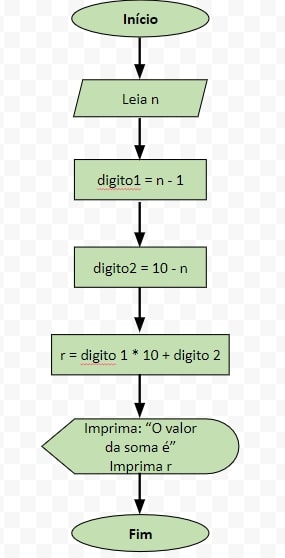 Início
Leia n
digito1 = n - 1
digito2 = 10 - n
r = digito 1 * 10 + digito 2
Imprima: “O valor
da soma é”
Imprima r
Fim